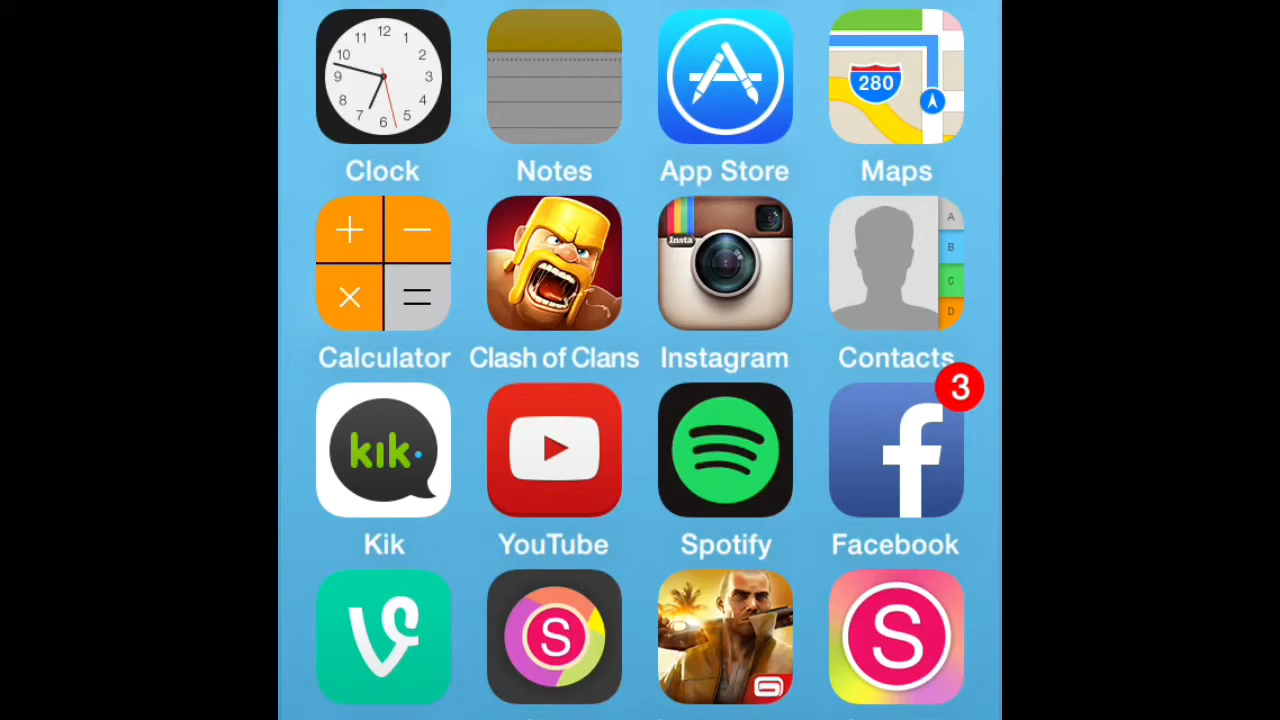 12
11 1
10 2
9 3
8 4
7 5
6
280
Clock Notes App Store Maps
Insta
A
B
C
D
Calculator Clash of Clans Instagram Contacts
3
kik.
f
Kik YouTube Spotify Facebook
S S